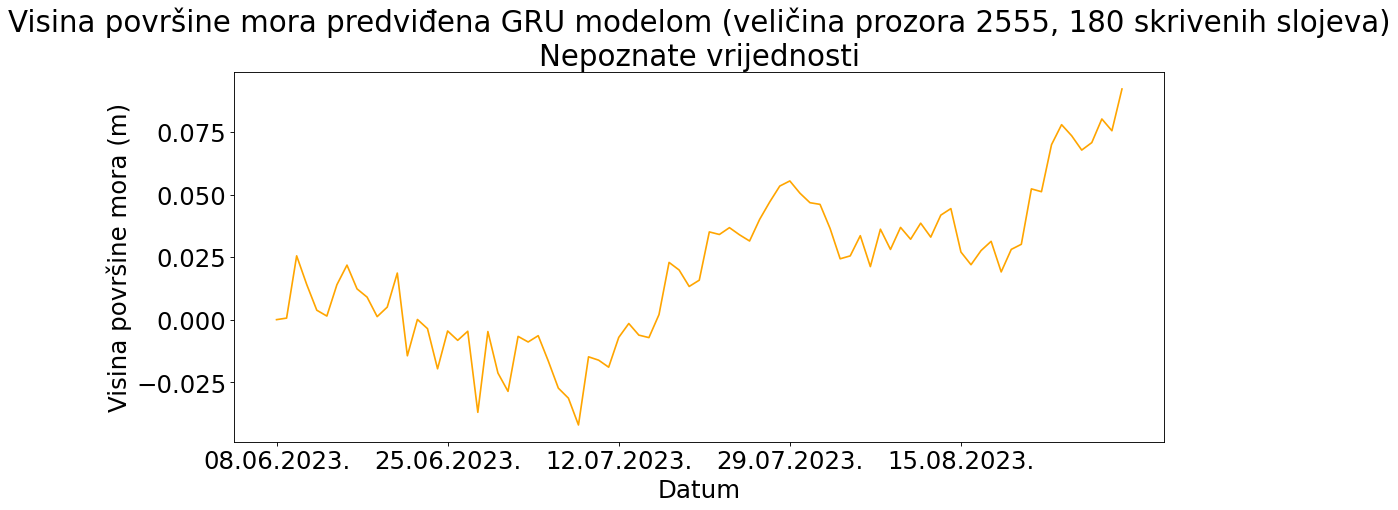 Visina površine mora predviđena GRU modelom (veličina prozora 2555, 180 skrivenih slojeva)
Nepoznate vrijednosti
Visina površine mora (m)
0.075
0.050
0.025
0.000
−0.025
08.06.2023.
25.06.2023.
12.07.2023.
29.07.2023.
15.08.2023.
Datum